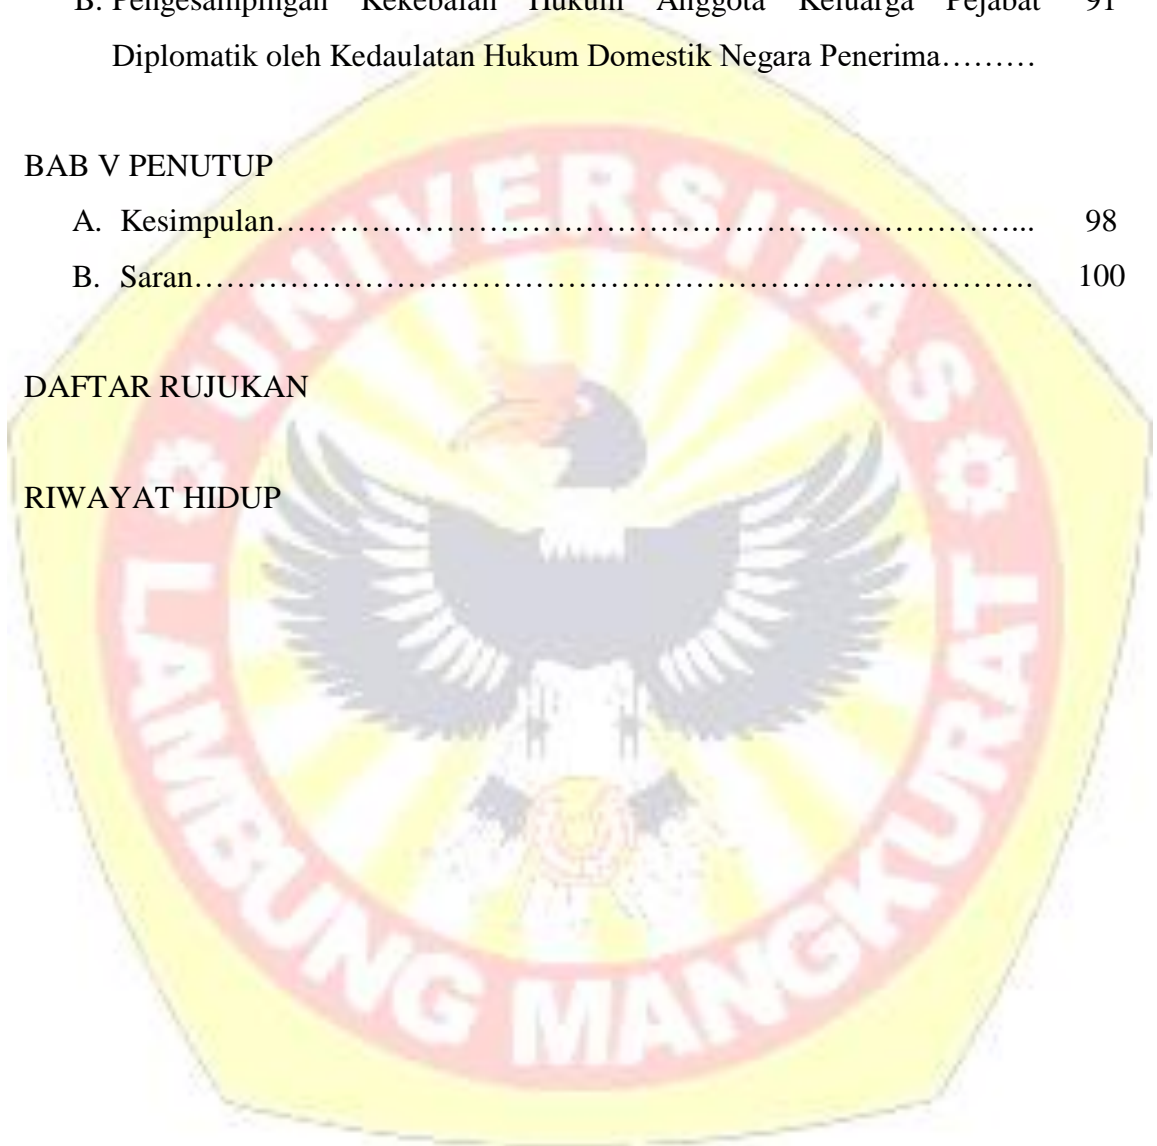 B. Pengesampingan Kekebalan Hukum Anggota Keluarga Pejabat 91
Diplomatik oleh Kedaulatan Hukum Domestik Negara Penerima………
BAB V PENUTUP
A. Kesimpulan………………………………………………………………... 98
B. Saran……………………………………………………………………. 100
DAFTAR RUJUKAN
RIWAYAT HIDUP
UNIVERSITAS
LAMBUNG MANGKURAT